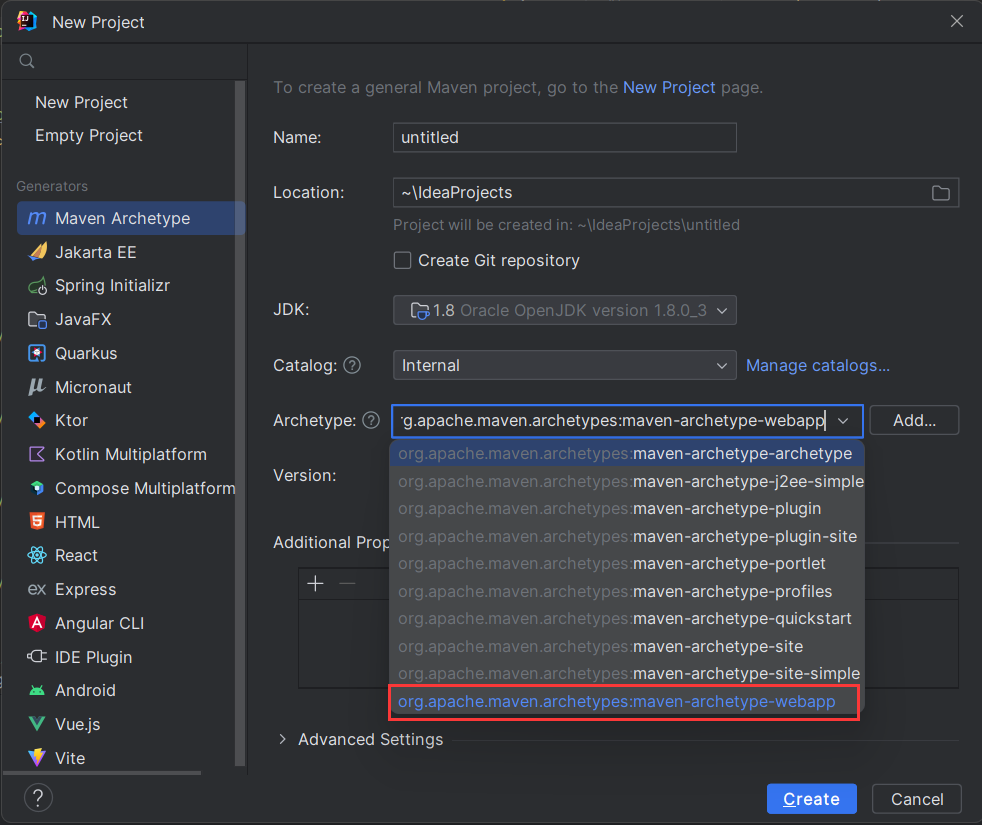 New Project
New Project
Empty Project
Generators
Maven Archetype
Jakarta EE
Spring Initializr
JavaFX
Quarkus
Micronaut
Ktor
Kotlin Multiplatform
Compose Multiplatform
HTML
React
Express
Angular CLI
IDE Plugin
Android
Vue.js
Vite
To create a general Maven project, go to the New Project page.
Name: untitled
Location: ~\IdeaProjects
Project will be created in: ~\IdeaProjects\untitled
Create Git repository
JDK: 1.8 Oracle OpenJDK version 1.8.0_3
Catalog: ? Internal Manage catalogs...
Archetype: ? rg.apache.maven.archetypes:maven-archetype-webapp Add...
org.apache.maven.archetypes:maven-archetype-archetype
Version:
org.apache.maven.archetypes:maven-archetype-j2ee-simple
org.apache.maven.archetypes:maven-archetype-plugin
org.apache.maven.archetypes:maven-archetype-plugin-site
Additional Prop
org.apache.maven.archetypes:maven-archetype-portlet
org.apache.maven.archetypes:maven-archetype-profiles
org.apache.maven.archetypes:maven-archetype-quickstart
org.apache.maven.archetypes:maven-archetype-site
org.apache.maven.archetypes:maven-archetype-site-simple
org.apache.maven.archetypes:maven-archetype-webapp
Advanced Settings
? Create Cancel